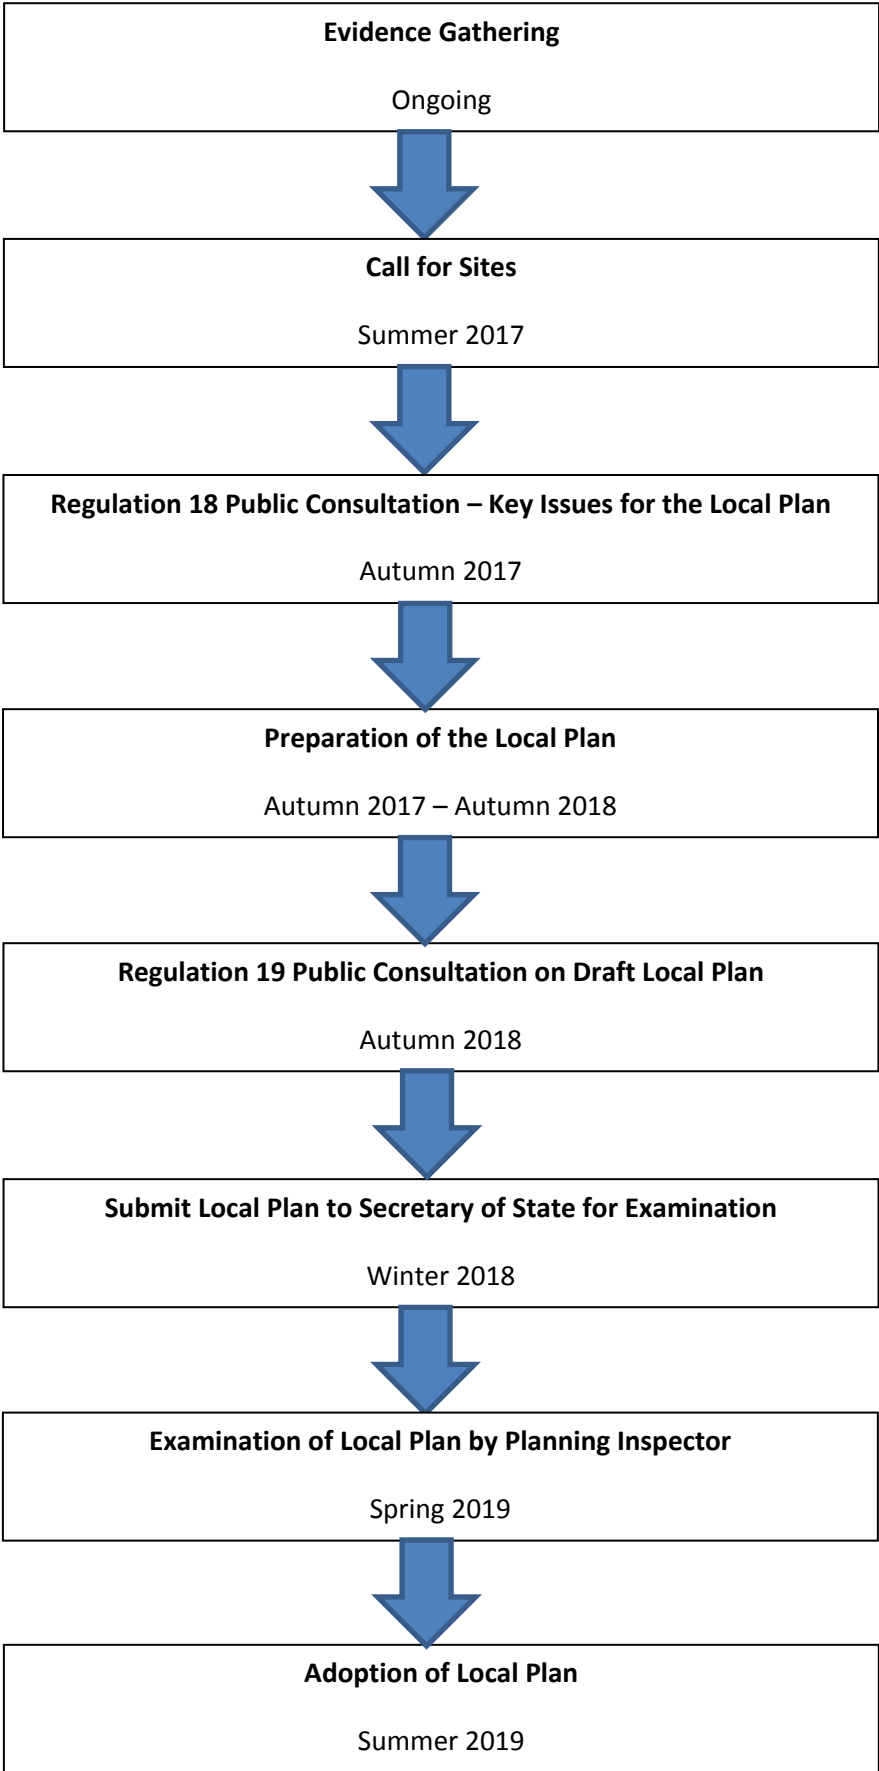 Evidence Gathering
Ongoing
Call for Sites
Summer 2017
Regulation 18 Public Consultation – Key Issues for the Local Plan
Autumn 2017
Preparation of the Local Plan
Autumn 2017 – Autumn 2018
Regulation 19 Public Consultation on Draft Local Plan
Autumn 2018
Submit Local Plan to Secretary of State for Examination
Winter 2018
Examination of Local Plan by Planning Inspector
Spring 2019
Adoption of Local Plan
Summer 2019